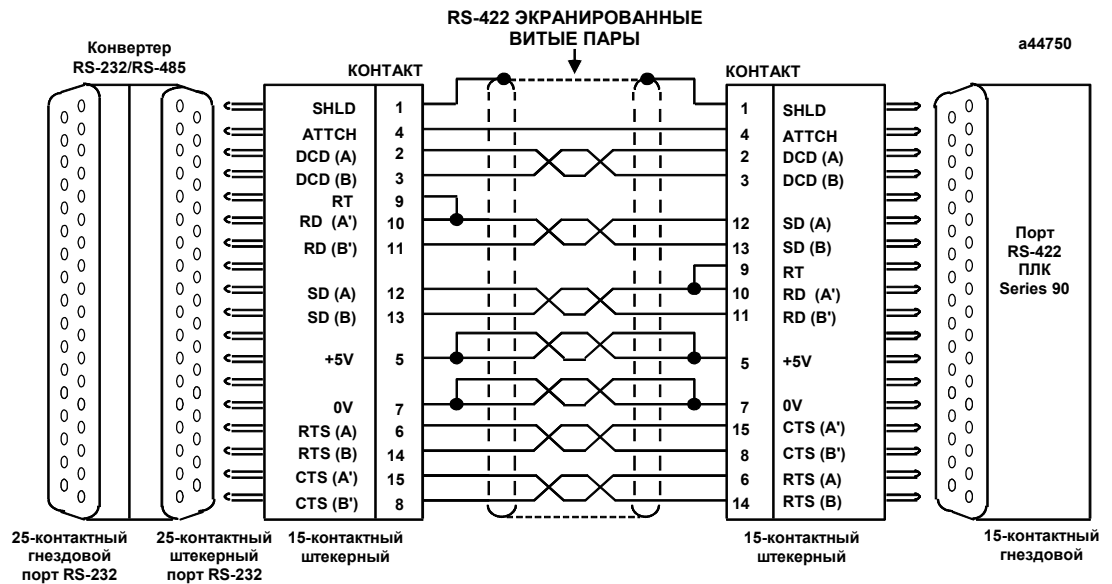 RS-422 ЭКРАНИРОВАННЫЕ
ВИТЫЕ ПАРЫ
a44750
Конвертер
RS-232/RS-485
КОНТАКТ
КОНТАКТ
SHLD 1
ATTCH 4
DCD (A) 2
DCD (B) 3
RT 9
RD (A') 10
RD (B') 11
SD (A) 12
SD (B) 13
+5V 5
0V 7
RTS (A) 6
RTS (B) 14
CTS (A') 15
CTS (B') 8
1 SHLD
4 ATTCH
2 DCD (A)
3 DCD (B)
12 SD (A)
13 SD (B)
9 RT
10 RD (A')
11 RD (B')
5 +5V
7 0V
15 CTS (A')
8 CTS (B')
6 RTS (A)
14 RTS (B)
Порт
RS-422
ПЛК
Series 90
25-контактный
гнездовой
порт RS-232
25-контактный
штекерный
порт RS-232
15-контактный
штекерный
15-контактный
штекерный
15-контактный
гнездовой